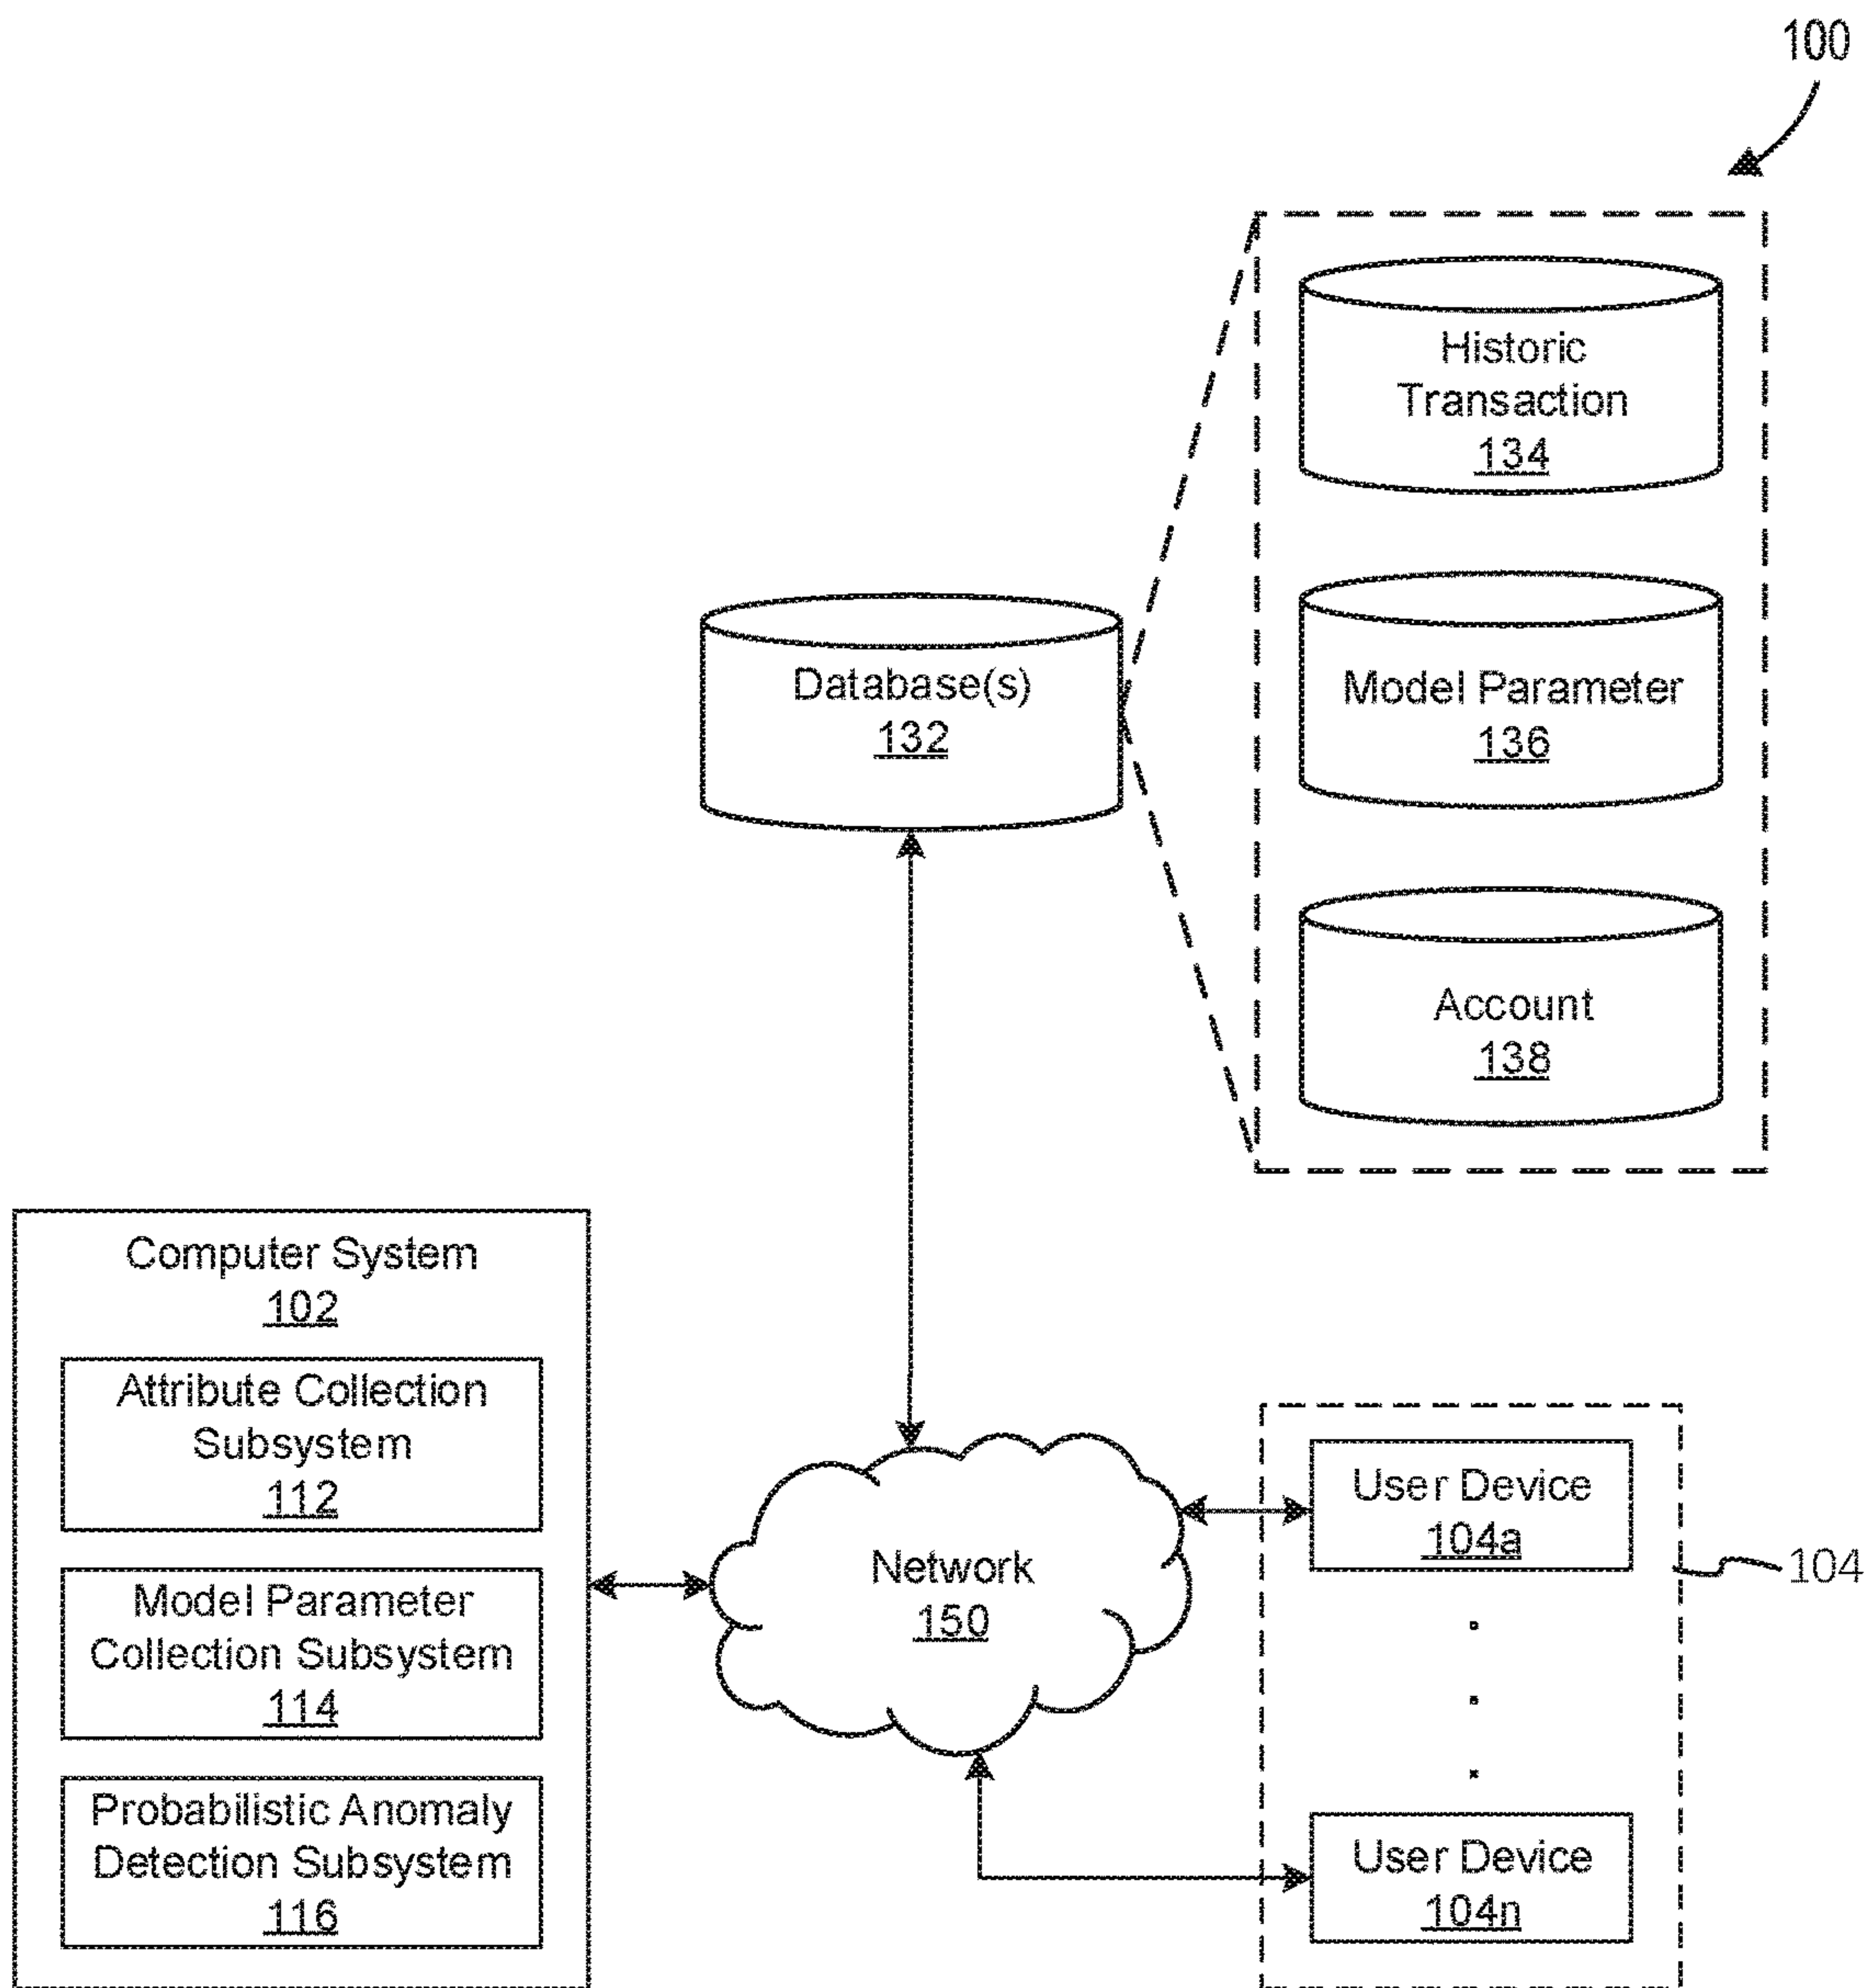 100
Historic
Transaction
134
Database(s)
132
Model Parameter
136
Account
138
Computer System
102
Attribute Collection
Subsystem
112
Model Parameter
Collection Subsystem
114
Probabilistic Anomaly
Detection Subsystem
116
Network
150
User Device
104a
104
User Device
104n